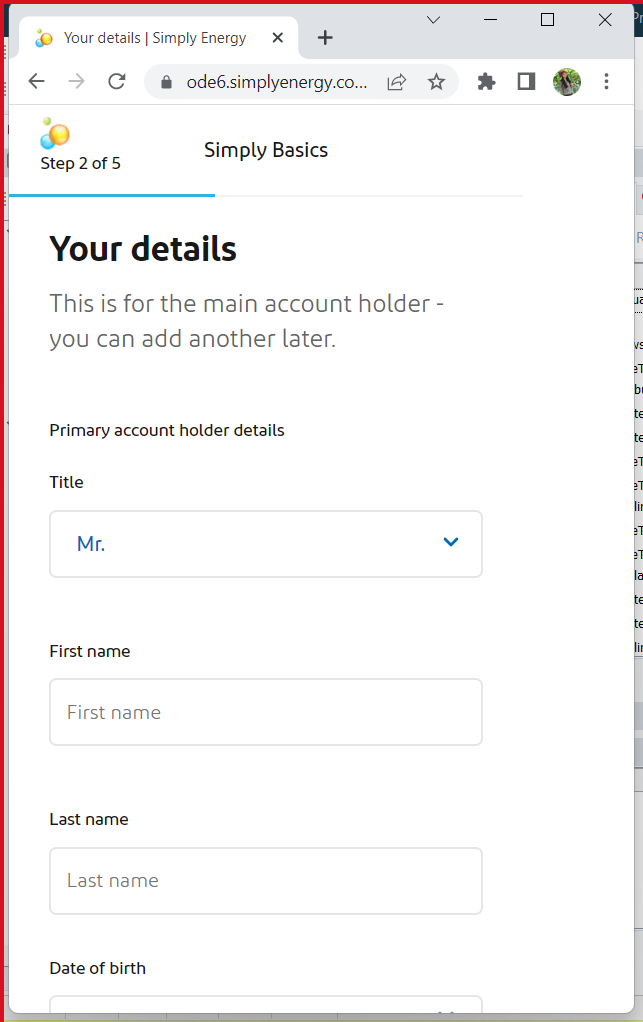 Your details | Simply Energy
ode6.simplyenergy.co...
Step 2 of 5
Simply Basics
Your details
This is for the main account holder -
you can add another later.
Primary account holder details
Title
Mr.
First name
First name
Last name
Last name
Date of birth